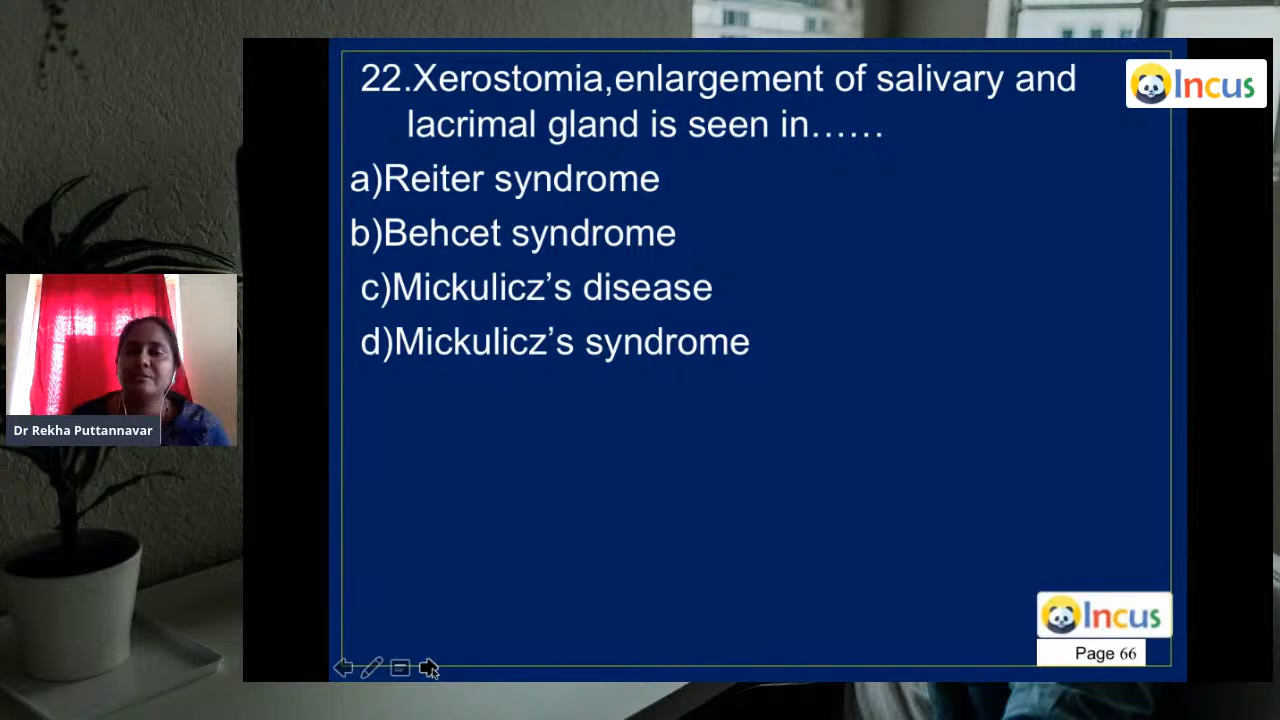 22.Xerostomia,enlargement of salivary and
lacrimal gland is seen in……
a)Reiter syndrome
b)Behcet syndrome
c)Mickulicz’s disease
d)Mickulicz’s syndrome
Incus
Dr Rekha Puttannavar
Incus
Page 66